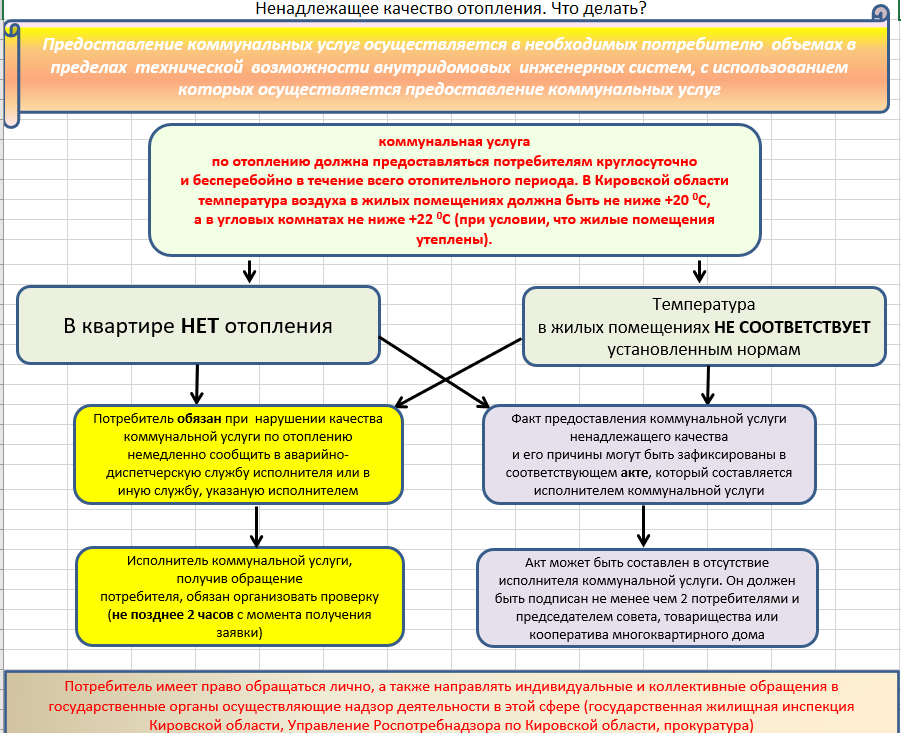 Ненадлежащее качество отопления. Что делать?
Предоставление коммунальных услуг осуществляется в необходимых потребителю объемах в
пределах технической возможности внутридомовых инженерных систем, с использованием
которых осуществляется предоставление коммунальных услуг
коммунальная услуга
по отоплению должна предоставляться потребителям круглосуточно
и бесперебойно в течение всего отопительного периода. В Кировской области
температура воздуха в жилых помещениях должна быть не ниже +20 ⁰С,
а в угловых комнатах не ниже +22 ⁰С (при условии, что жилые помещения
утеплены).
В квартире НЕТ отопления
Температура
в жилых помещениях НЕ СООТВЕТСТВУЕТ
установленным нормам
Потребитель обязан при нарушении качества
коммунальной услуги по отоплению
немедленно сообщить в аварийно-
диспетчерскую службу исполнителя или в
иную службу, указаную исполнителем
Факт предоставления коммунальной услуги
ненадлежащего качества
и его причины могут быть зафиксированы в
соответствующем акте, который составляется
исполнителем коммунальной услуги
Исполнитель коммунальной услуги,
получив обращение
потребителя, обязан организовать проверку
(не позднее 2 часов с момента получения
заявки)
Акт может быть составлен в отсутствие
исполнителя коммунальной услуги. Он должен
быть подписан не менее чем 2 потребителями и
председателем совета, товарищества или
кооператива многоквартирного дома
Потребитель имеет право обращаться лично, а также направлять индивидуальные и коллективные обращения в
государственные органы осуществляющие надзор деятельности в этой сфере (государственная жилищная инспекция
Кировской области, Управление Роспотребнадзора по Кировской области, прокуратура)